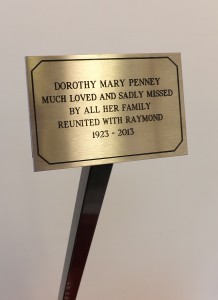 DOROTHY MARY PENNEY
MUCH LOVED AND SADLY MISSED
BY ALL HER FAMILY
REUNITED WITH RAYMOND
1923 - 2013